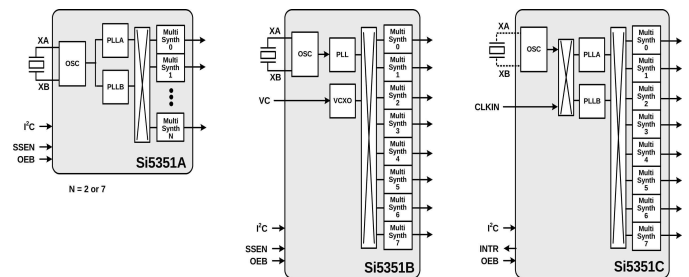 XA
OSC
XB
PLLA
PLLB
Multi
Synth
0
Multi
Synth
1
Multi
Synth
N
I²C
SSEN
OEB
Si5351A
N = 2 or 7
XA
OSC
XB
PLL
VC
VCXO
Multi
Synth
0
Multi
Synth
1
Multi
Synth
2
Multi
Synth
3
Multi
Synth
4
Multi
Synth
5
Multi
Synth
6
Multi
Synth
7
I²C
SSEN
OEB
Si5351B
XA
OSC
XB
CLKIN
PLLA
PLLB
Multi
Synth
0
Multi
Synth
1
Multi
Synth
2
Multi
Synth
3
Multi
Synth
4
Multi
Synth
5
Multi
Synth
6
Multi
Synth
7
I²C
INTR
OEB
Si5351C